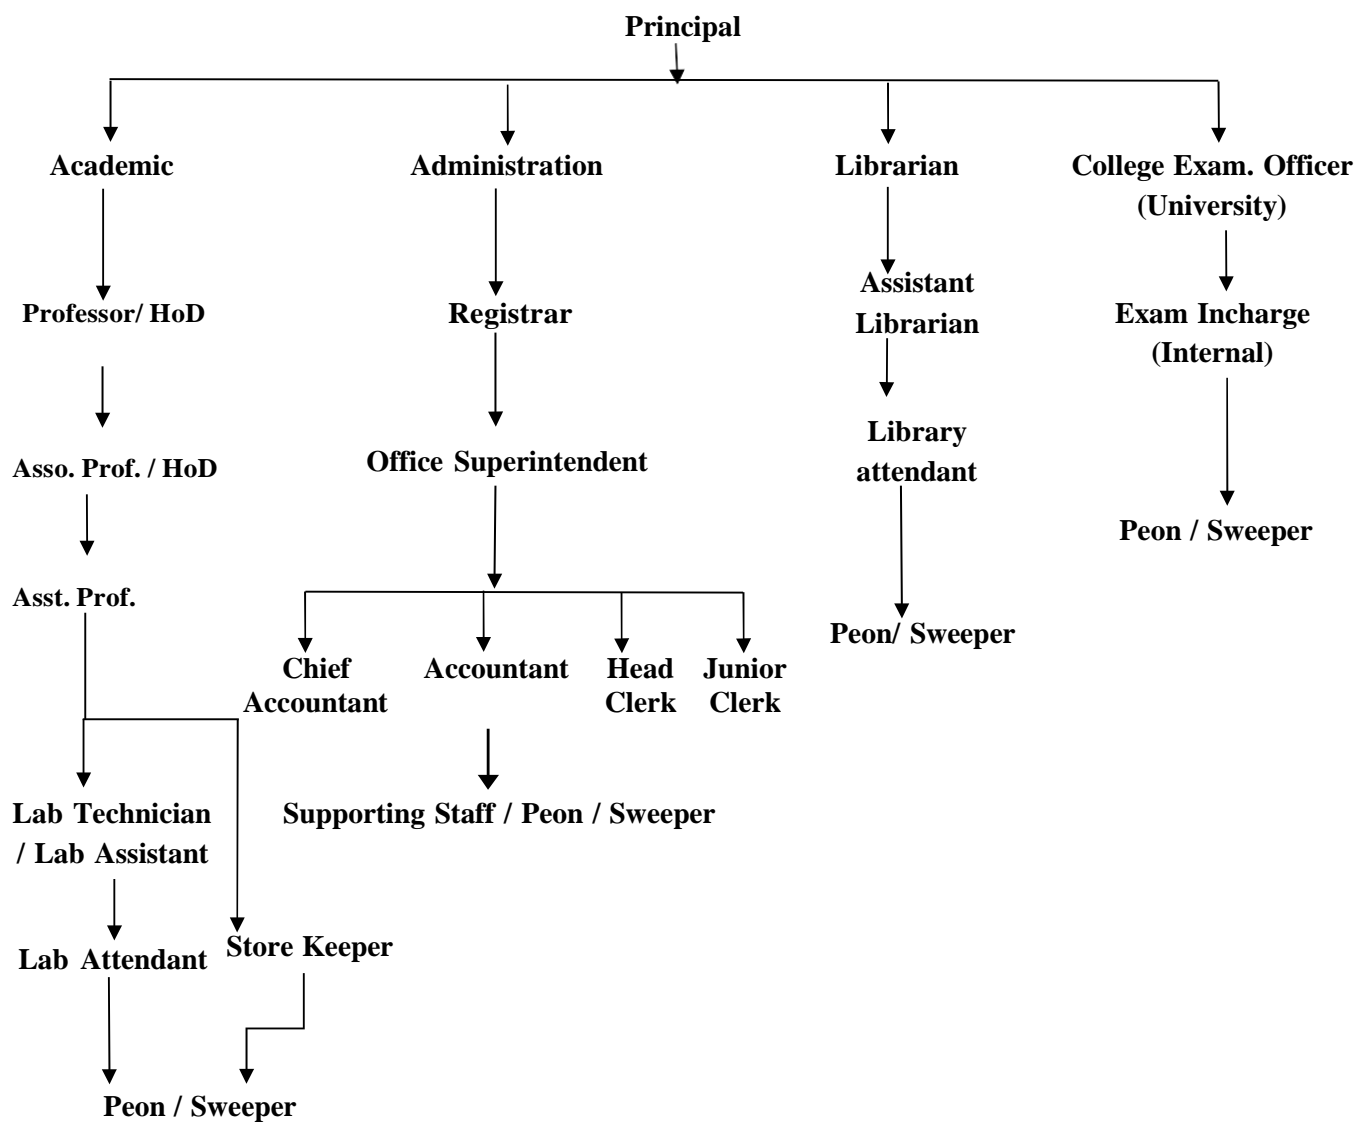 Principal
Academic
Administration
Librarian
College Exam. Officer
(University)
Professor/ HoD
Registrar
Assistant
Librarian
Exam Incharge
(Internal)
Asso. Prof. / HoD
Office Superintendent
Library
attendant
Peon / Sweeper
Asst. Prof.
Peon/ Sweeper
Chief
Accountant
Accountant
Head
Clerk
Junior
Clerk
Lab Technician
/ Lab Assistant
Supporting Staff / Peon / Sweeper
Lab Attendant
Store Keeper
Peon / Sweeper